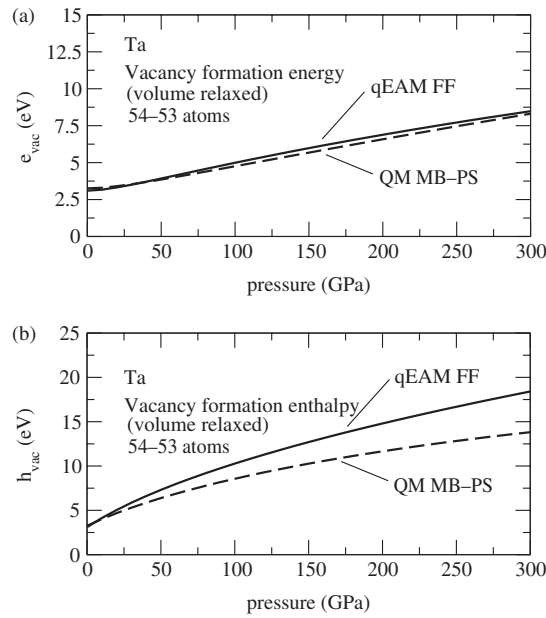 (a)
15
12.5
10
7.5
5
2.5
0
e_vac (eV)
Ta
Vacancy formation energy
(volume relaxed)
54–53 atoms
qEAM FF
QM MB–PS
0 50 100 150 200 250 300
pressure (GPa)
(b)
25
20
15
10
5
0
h_vac (eV)
Ta
Vacancy formation enthalpy
(volume relaxed)
54–53 atoms
qEAM FF
QM MB–PS
0 50 100 150 200 250 300
pressure (GPa)